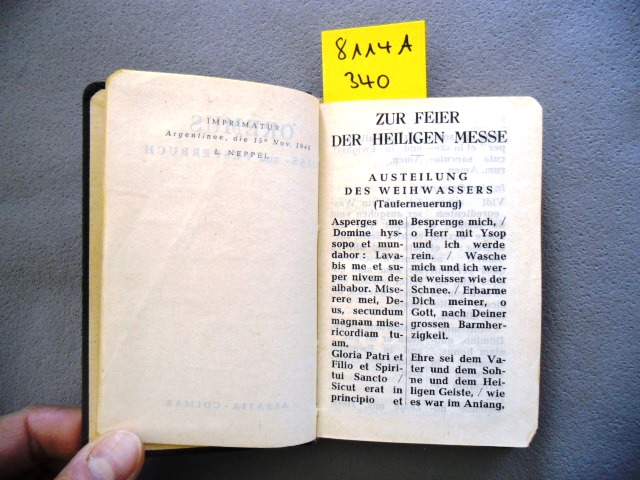 8114A
340
IMPRIMATUR
Argentinae, die 15ª Nov. 194
L. NEPPEL
ZUR FEIER
DER HEILIGEN MESSE
AUSTEILUNG
DES WEIHWASSERS
(Tauferneuerung)
Asperges me
Domine hys-
sopo et mun-
dabor: Lava-
bis me et su-
per nivem de-
albabor. Mise-
rere mei, De-
us, secundum
magnam mise-
ricordiam tu-
am.
Gloria Patri et
Filio et Spiri-
tui Sancto /
Sicut erat in
principio et
Besprenge mich, /
o Herr mit Ysop
und ich werde
rein. / Wasche
mich und ich wer-
de weisser wie der
Schnee. / Erbarme
Dich meiner, o
Gott, nach Deiner
grossen Barmher-
zigkeit.
Ehre sei dem Va-
ter und dem Soh-
ne und dem Hei-
ligen Geiste, / wie
es war im Anfang,
ALSATIA - COLMAR